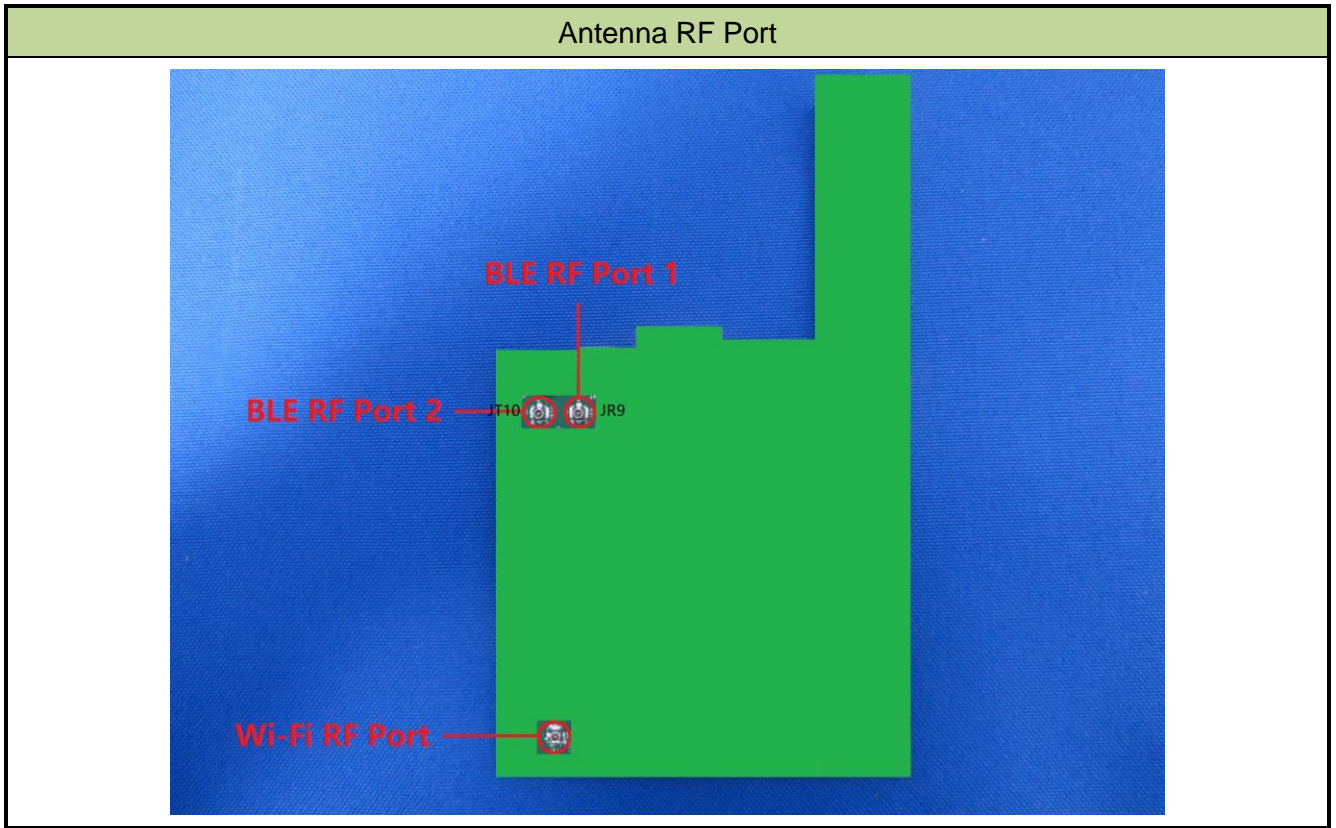 Antenna RF Port
BLE RF Port 1
BLE RF Port 2
JT10
JR9
Wi-Fi RF Port